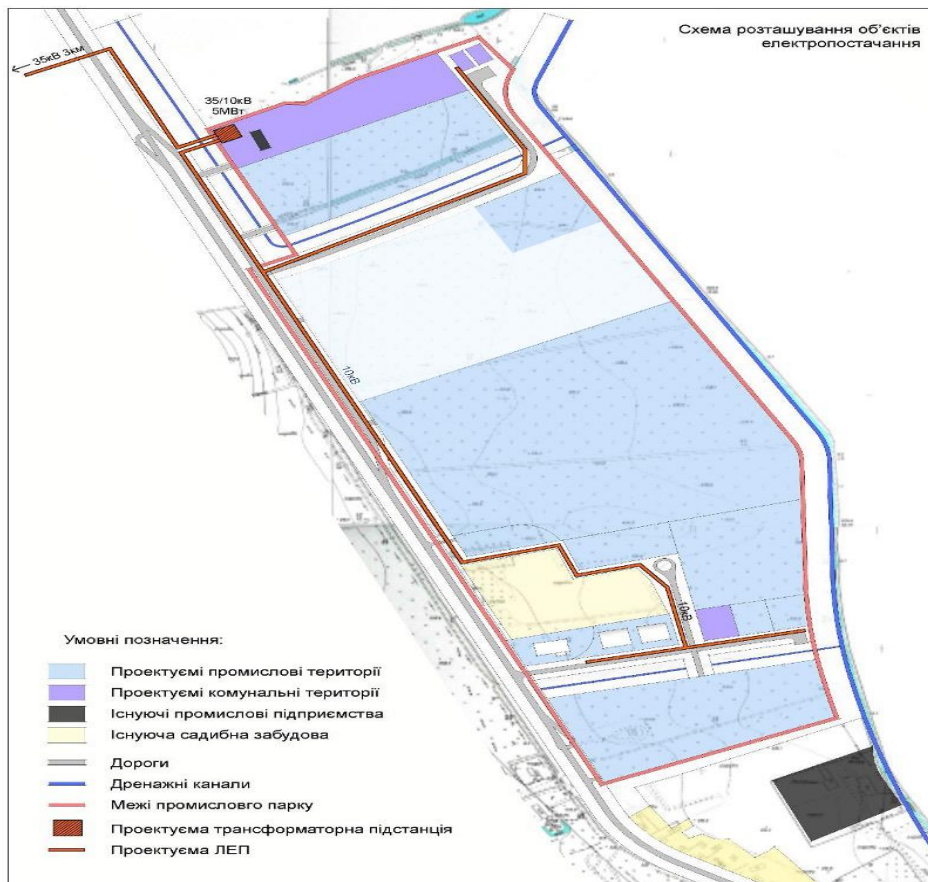 Схема розташування об'єктів
електропостачання
35кВ 3км
35/10кВ
5МВт
10кВ
10кВ
Умовні позначення:
Проектуємі промислові території
Проектуємі комунальні території
Існуючі промислові підприємства
Існуюча садибна забудова
Дороги
Дренажні канали
Межі промислового парку
Проектуєма трансформаторна підстанція
Проектуєма ЛЕП